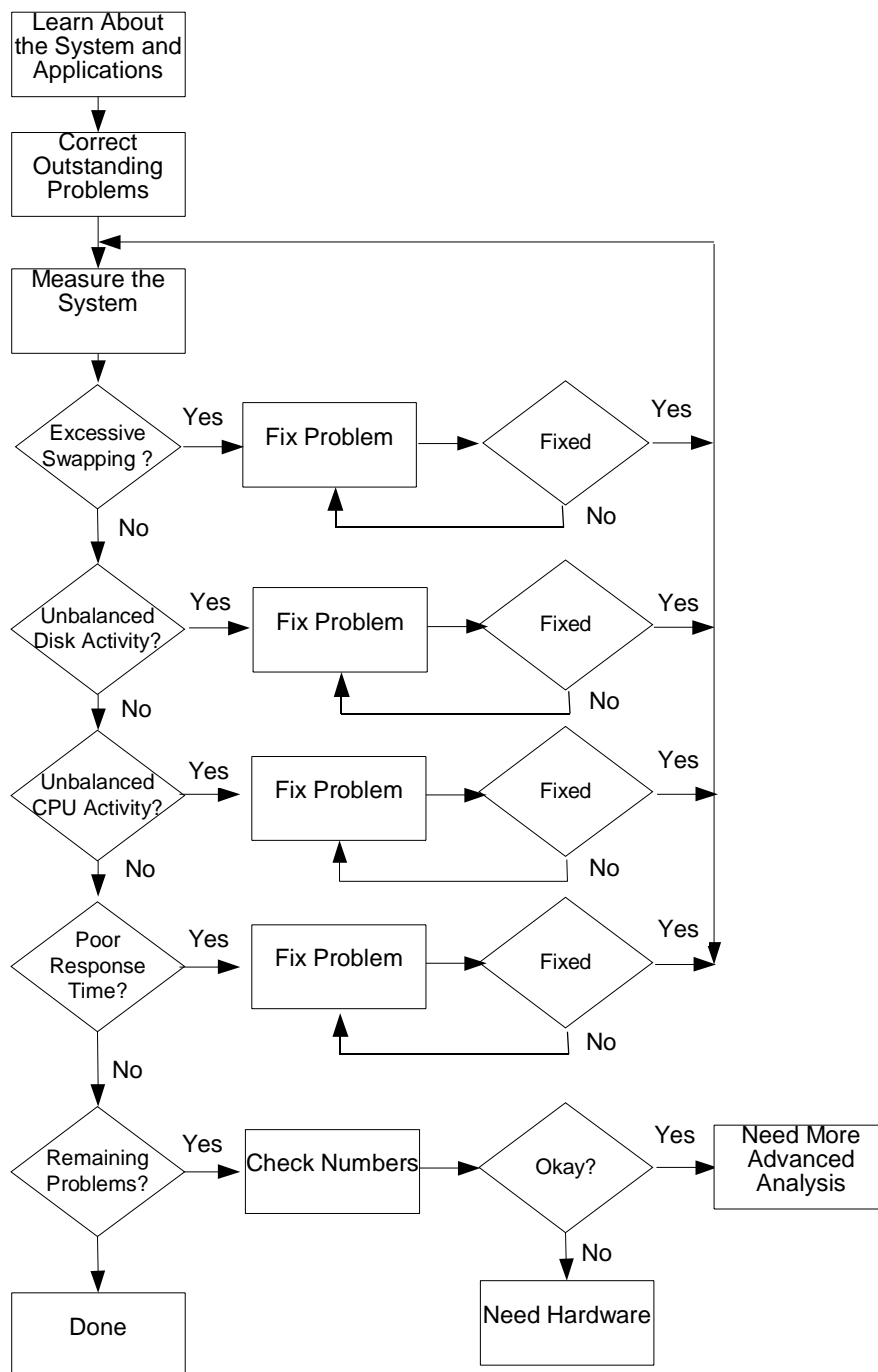 Learn About
the System and
Applications
Correct
Outstanding
Problems
Measure the
System
Excessive
Swapping ?
Yes
Fix Problem
Fixed
Yes
No
No
Unbalanced
Disk Activity?
Yes
Fix Problem
Fixed
Yes
No
No
Unbalanced
CPU Activity?
Yes
Fix Problem
Fixed
Yes
No
No
Poor
Response
Time?
Yes
Fix Problem
Fixed
Yes
No
No
Remaining
Problems?
Yes
Check Numbers
Okay?
Yes
Need More
Advanced
Analysis
No
Done
Need Hardware